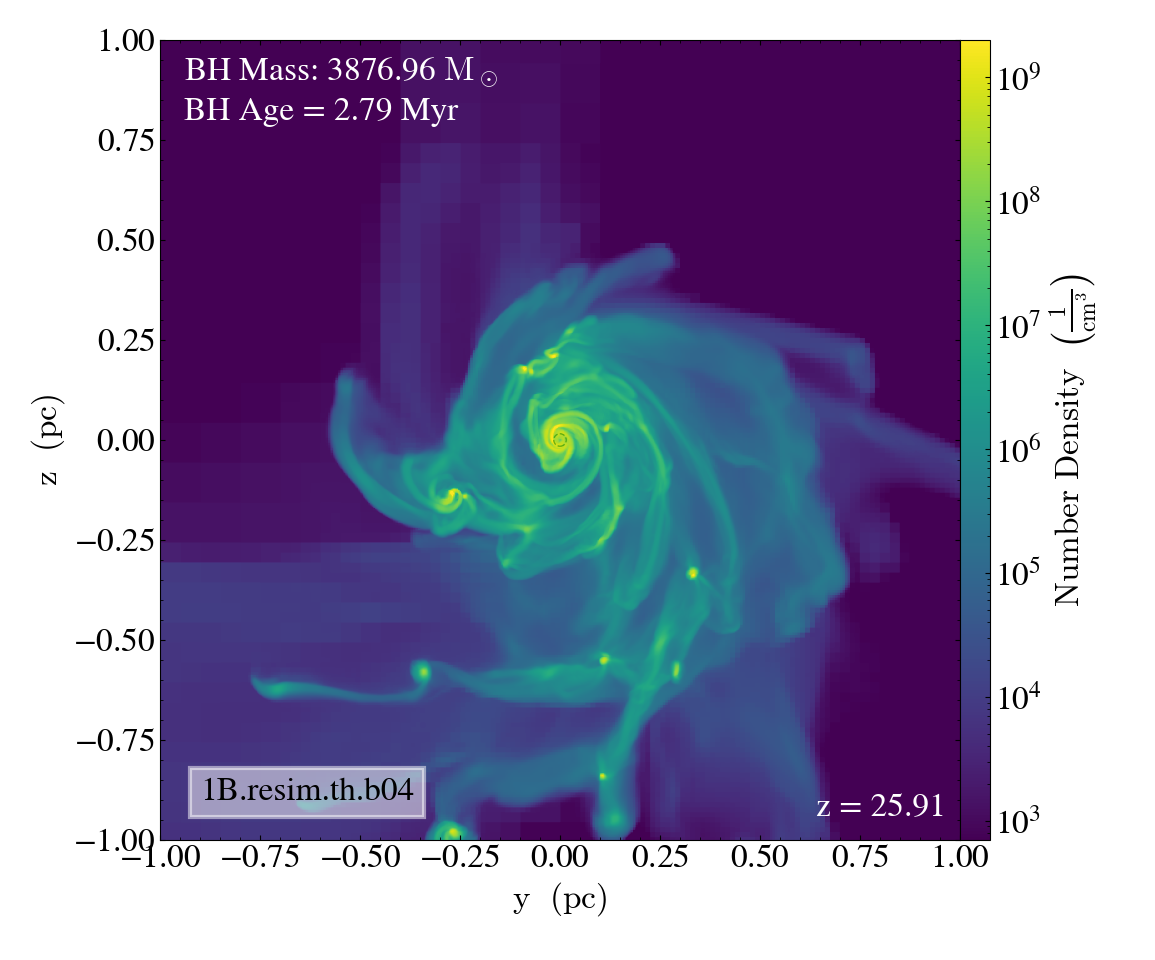 BH Mass: 3876.96 M⊙
BH Age = 2.79 Myr
1.00
0.75
0.50
0.25
0.00
−0.25
−0.50
−0.75
−1.00
z (pc)
1B.resim.th.b04
z = 25.91
−1.00 −0.75 −0.50 −0.25 0.00 0.25 0.50 0.75 1.00
y (pc)
10⁹
10⁸
10⁷
10⁶
10⁵
10⁴
10³
Number Density (1/cm³)